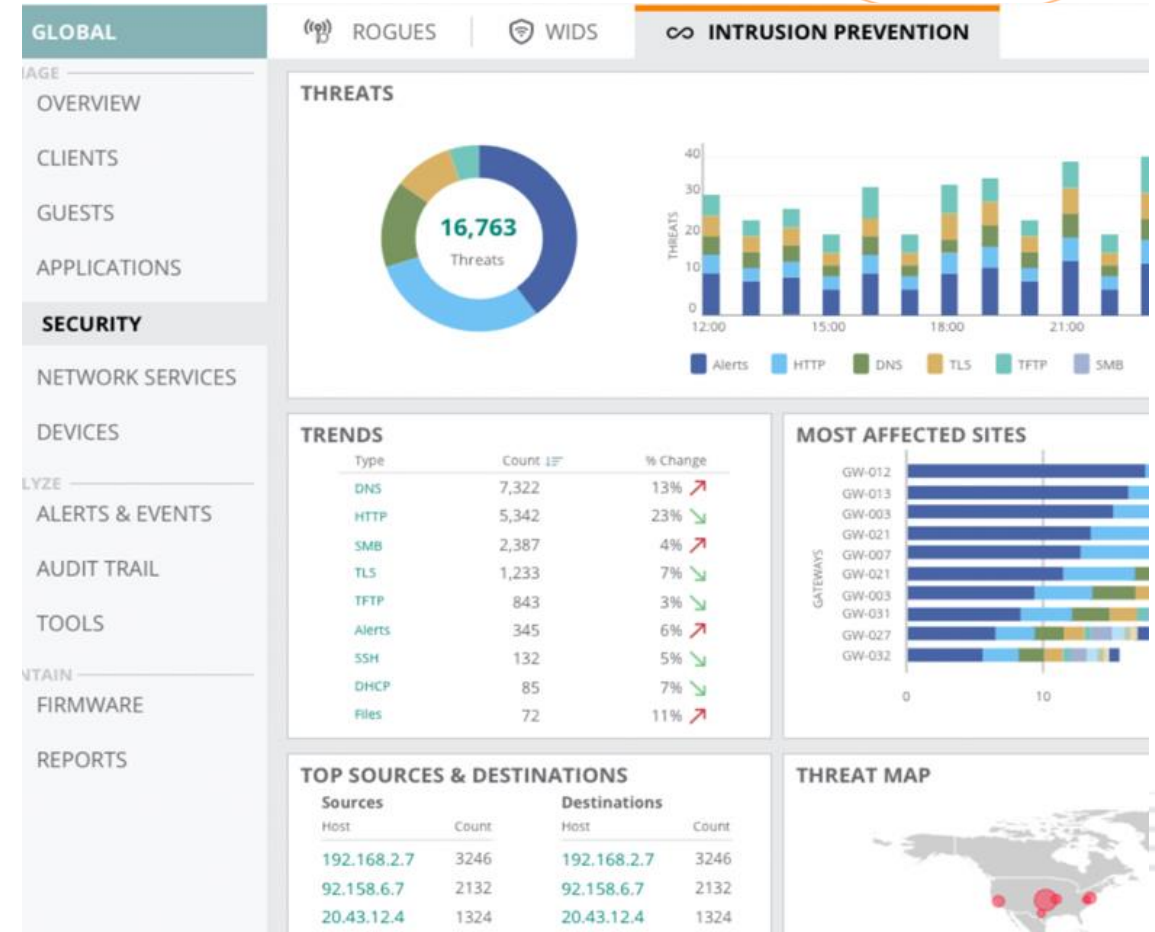 GLOBAL
ROGUES
WIDS
INTRUSION PREVENTION
AGE
OVERVIEW
CLIENTS
GUESTS
APPLICATIONS
SECURITY
NETWORK SERVICES
DEVICES
LYZE
ALERTS & EVENTS
AUDIT TRAIL
TOOLS
NTAIN
FIRMWARE
REPORTS
THREATS
16,763
Threats
THREATS
40
30
20
10
0
12:00 15:00 18:00 21:00
Alerts HTTP DNS TLS TFTP SMB
TRENDS
Type Count % Change
DNS 7,322 13%
HTTP 5,342 23%
SMB 2,387 4%
TLS 1,233 7%
TFTP 843 3%
Alerts 345 6%
SSH 132 5%
DHCP 85 7%
Files 72 11%
MOST AFFECTED SITES
GATEWAYS
GW-012
GW-013
GW-003
GW-021
GW-007
GW-021
GW-003
GW-031
GW-027
GW-032
0 10
TOP SOURCES & DESTINATIONS
Sources Destinations
Host Count Host Count
192.168.2.7 3246 192.168.2.7 3246
92.158.6.7 2132 92.158.6.7 2132
20.43.12.4 1324 20.43.12.4 1324
THREAT MAP